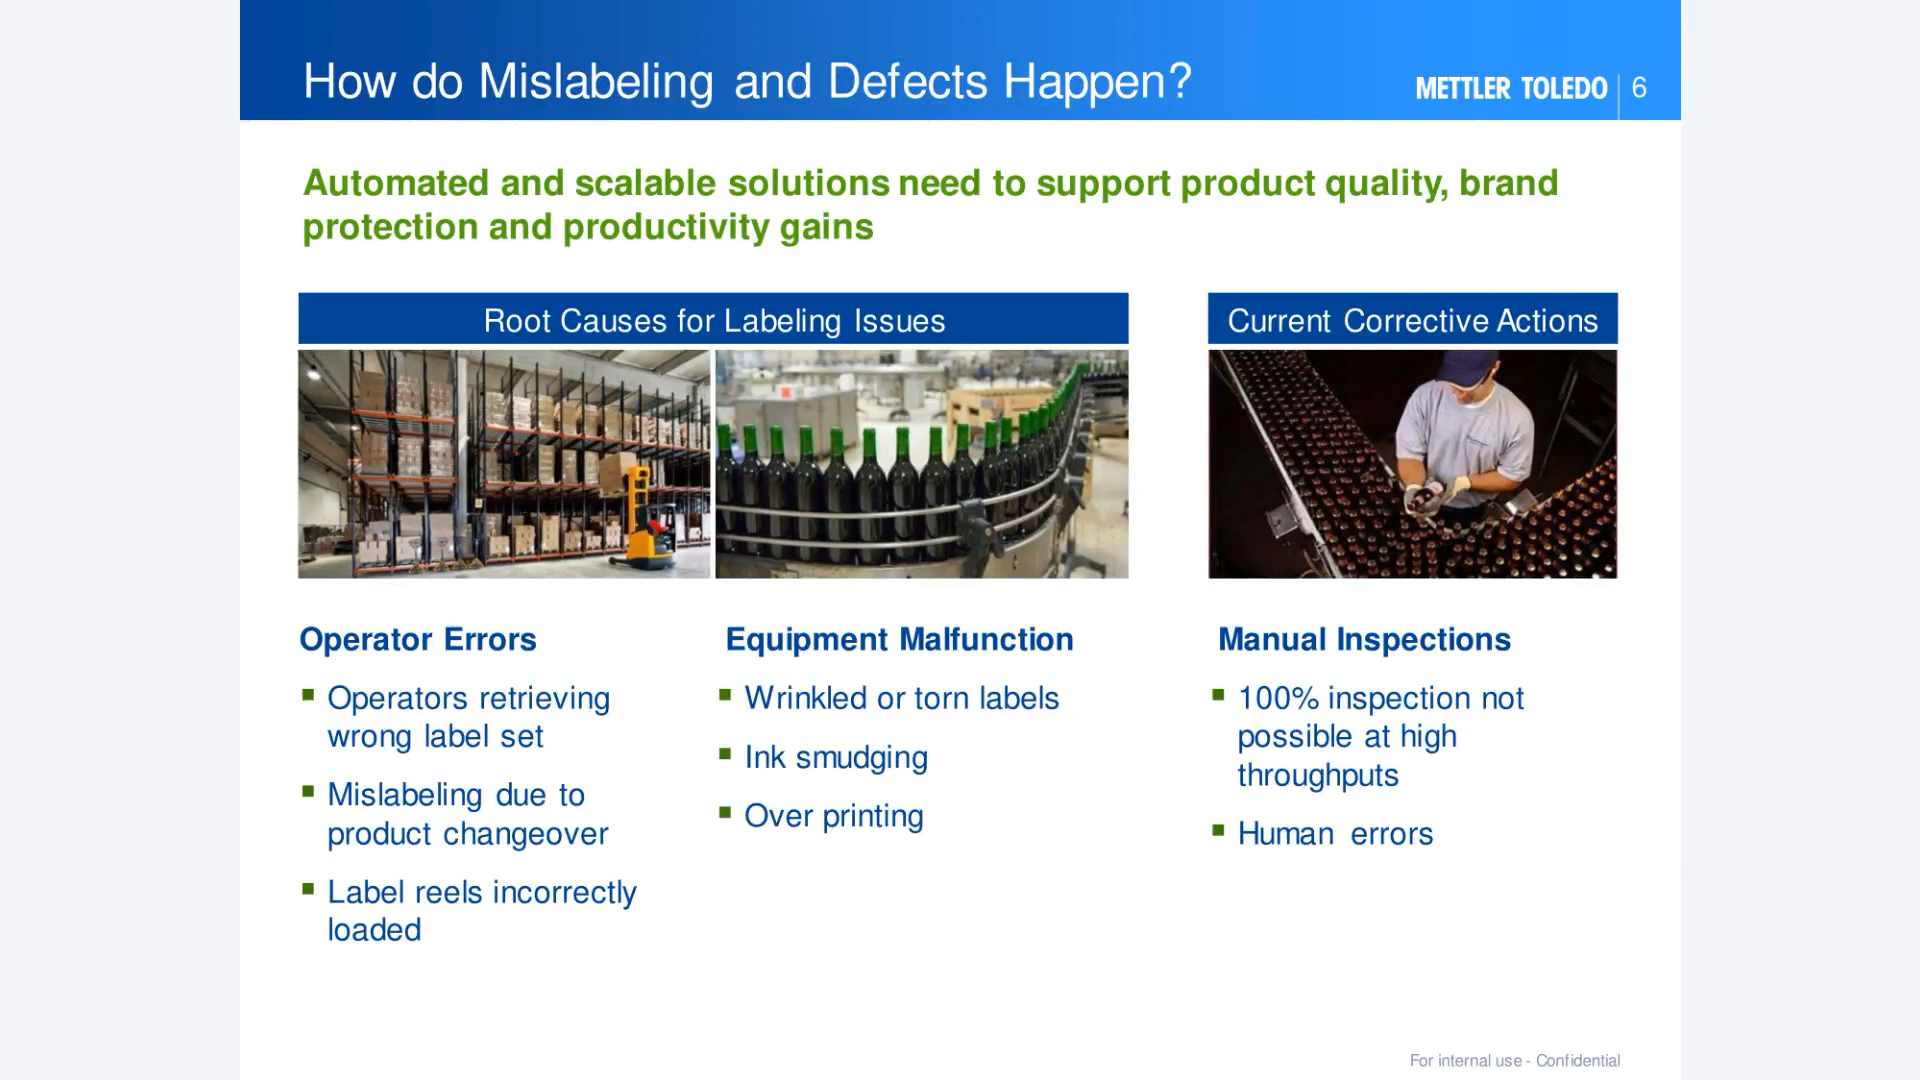 How do Mislabeling and Defects Happen?
METTLER TOLEDO 6
Automated and scalable solutions need to support product quality, brand
protection and productivity gains
Root Causes for Labeling Issues
Current Corrective Actions
Operator Errors
Operators retrieving
wrong label set
Mislabeling due to
product changeover
Label reels incorrectly
loaded
Equipment Malfunction
Wrinkled or torn labels
Ink smudging
Over printing
Manual Inspections
100% inspection not
possible at high
throughputs
Human errors
For internal use - Confidential